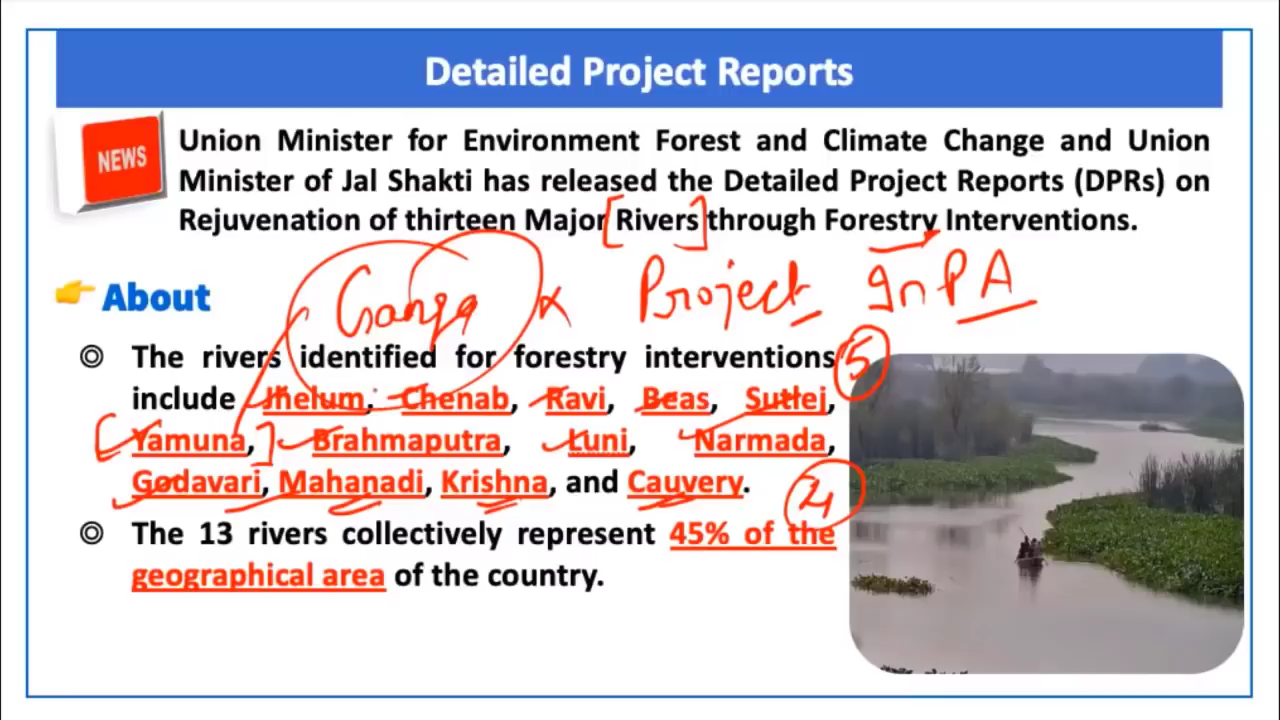 Detailed Project Reports
NEWS
Union Minister for Environment Forest and Climate Change and Union
Minister of Jal Shakti has released the Detailed Project Reports (DPRs) on
Rejuvenation of thirteen Major [Rivers] through Forestry Interventions.
About
Ganga x Project In PA
The rivers identified for forestry interventions 5
include Jhelum, Chenab, Ravi, Beas, Sutlej,
[Yamuna,] Brahmaputra, Luni, Narmada,
Godavari, Mahanadi, Krishna, and Cauvery.
The 13 rivers collectively represent 45% of the
geographical area of the country.